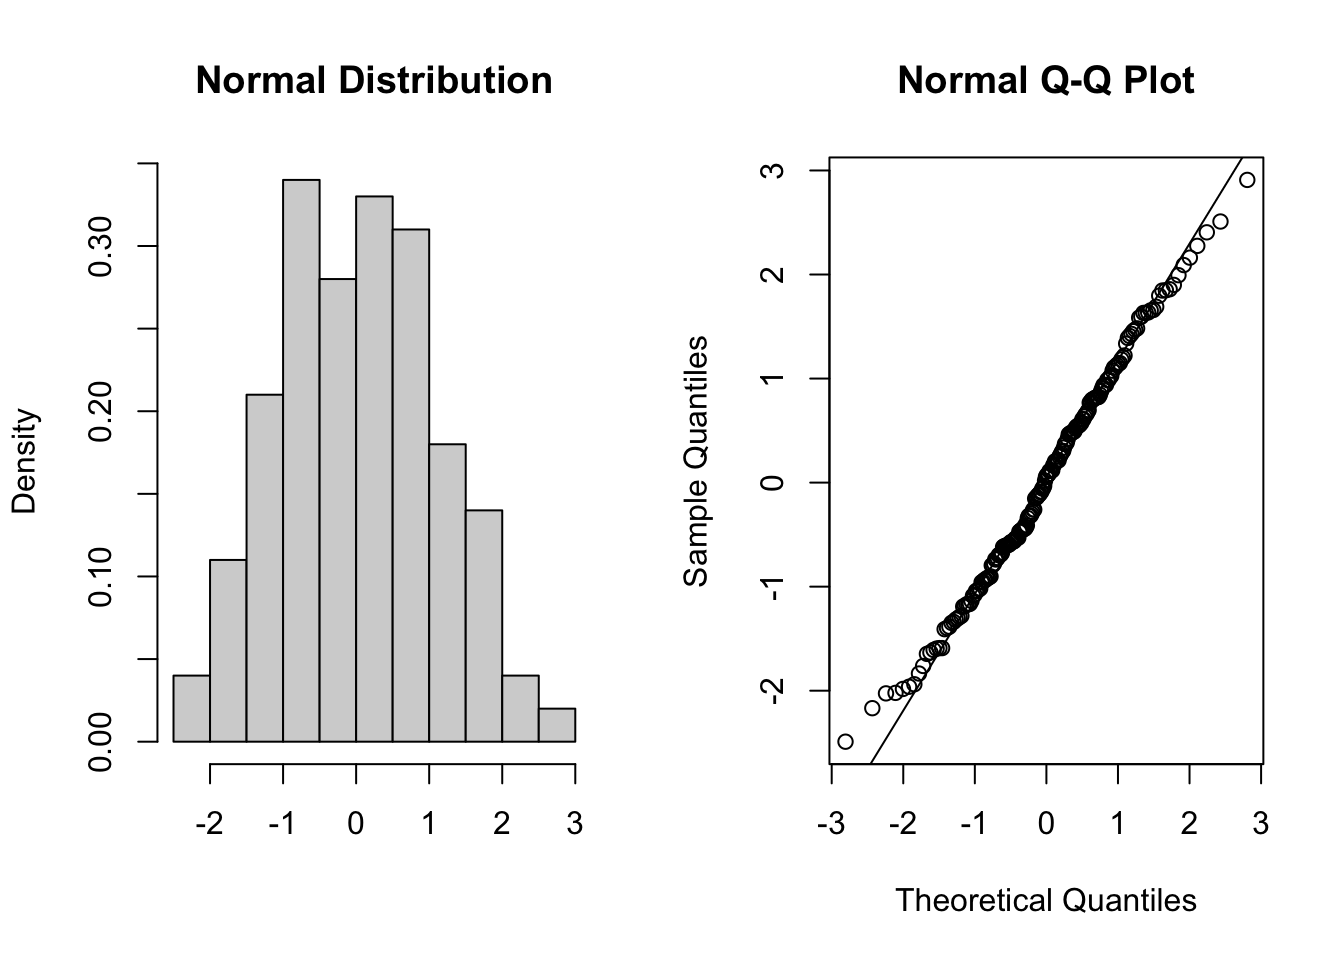 Normal Distribution
Density
0.00 0.10 0.20 0.30
-2 -1 0 1 2 3
Normal Q-Q Plot
Sample Quantiles
-2 -1 0 1 2 3
-3 -2 -1 0 1 2 3
Theoretical Quantiles